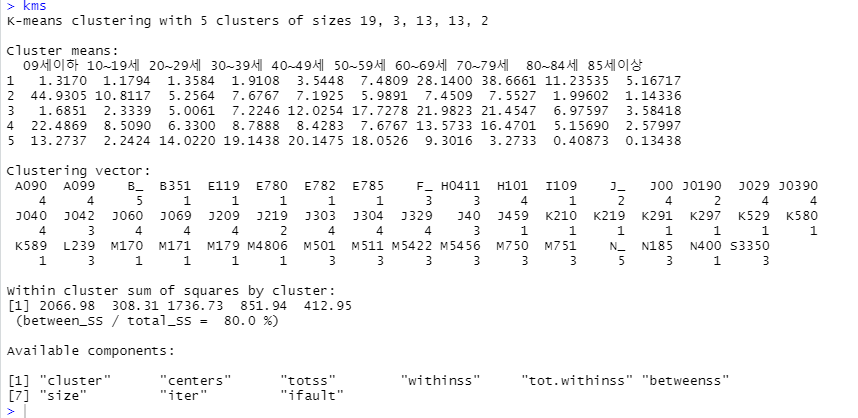 > kms
K-means clustering with 5 clusters of sizes 19, 3, 13, 13, 2
Cluster means:
09세이하 10~19세 20~29세 30~39세 40~49세 50~59세 60~69세 70~79세 80~84세 85세이상
1 1.3170 1.1794 1.3584 1.9108 3.5448 7.4809 28.1400 38.6661 11.23535 5.16717
2 44.9305 10.8117 5.2564 7.6767 7.1925 5.9891 7.4509 7.5527 1.99602 1.14336
3 1.6851 2.3339 5.0061 7.2246 12.0254 17.7278 21.9823 21.4547 6.97597 3.58418
4 22.4869 8.5090 6.3300 8.7888 8.4283 7.6767 13.5733 16.4701 5.15690 2.57997
5 13.2737 2.2424 14.0220 19.1438 20.1475 18.0526 9.3016 3.2733 0.40873 0.13438
Clustering vector:
A090 A099 B_ B351 E119 E780 E782 E785 F_ H0411 H101 I109 J_ J00 J0190 J029 J0390
4 4 5 1 1 1 1 1 3 3 4 1 2 4 2 4 4
J040 J042 J060 J069 J209 J219 J303 J304 J329 J40 J459 K210 K219 K291 K297 K529 K580
4 3 4 4 4 2 4 4 4 3 1 1 1 1 1 1 1
K589 L239 M170 M171 M179 M4806 M501 M511 M5422 M5456 M750 M751 N_ N185 N400 S3350
1 3 1 1 1 1 3 3 3 3 3 3 5 3 1 3
Within cluster sum of squares by cluster:
[1] 2066.98 308.31 1736.73 851.94 412.95
(between_SS / total_SS = 80.0 %)
Available components:
[1] "cluster" "centers" "totss" "withinss" "tot.withinss" "betweenss"
[7] "size" "iter" "ifault"
>